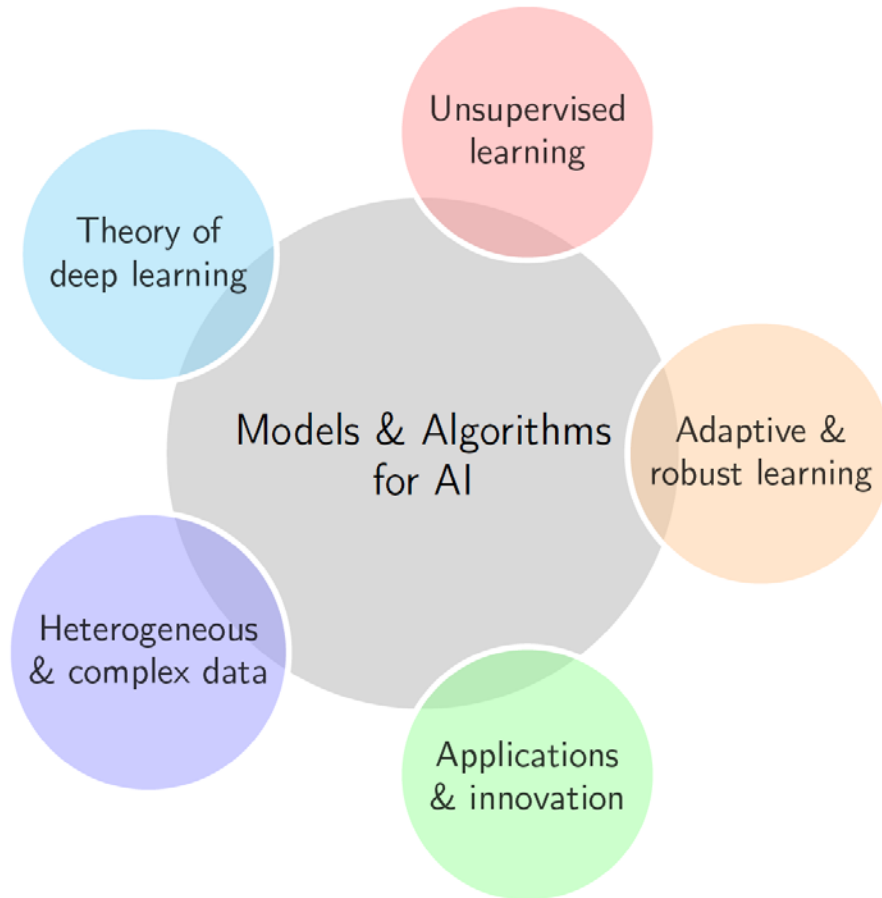 Unsupervised
learning
Theory of
deep learning
Models & Algorithms
for AI
Adaptive &
robust learning
Heterogeneous
& complex data
Applications
& innovation